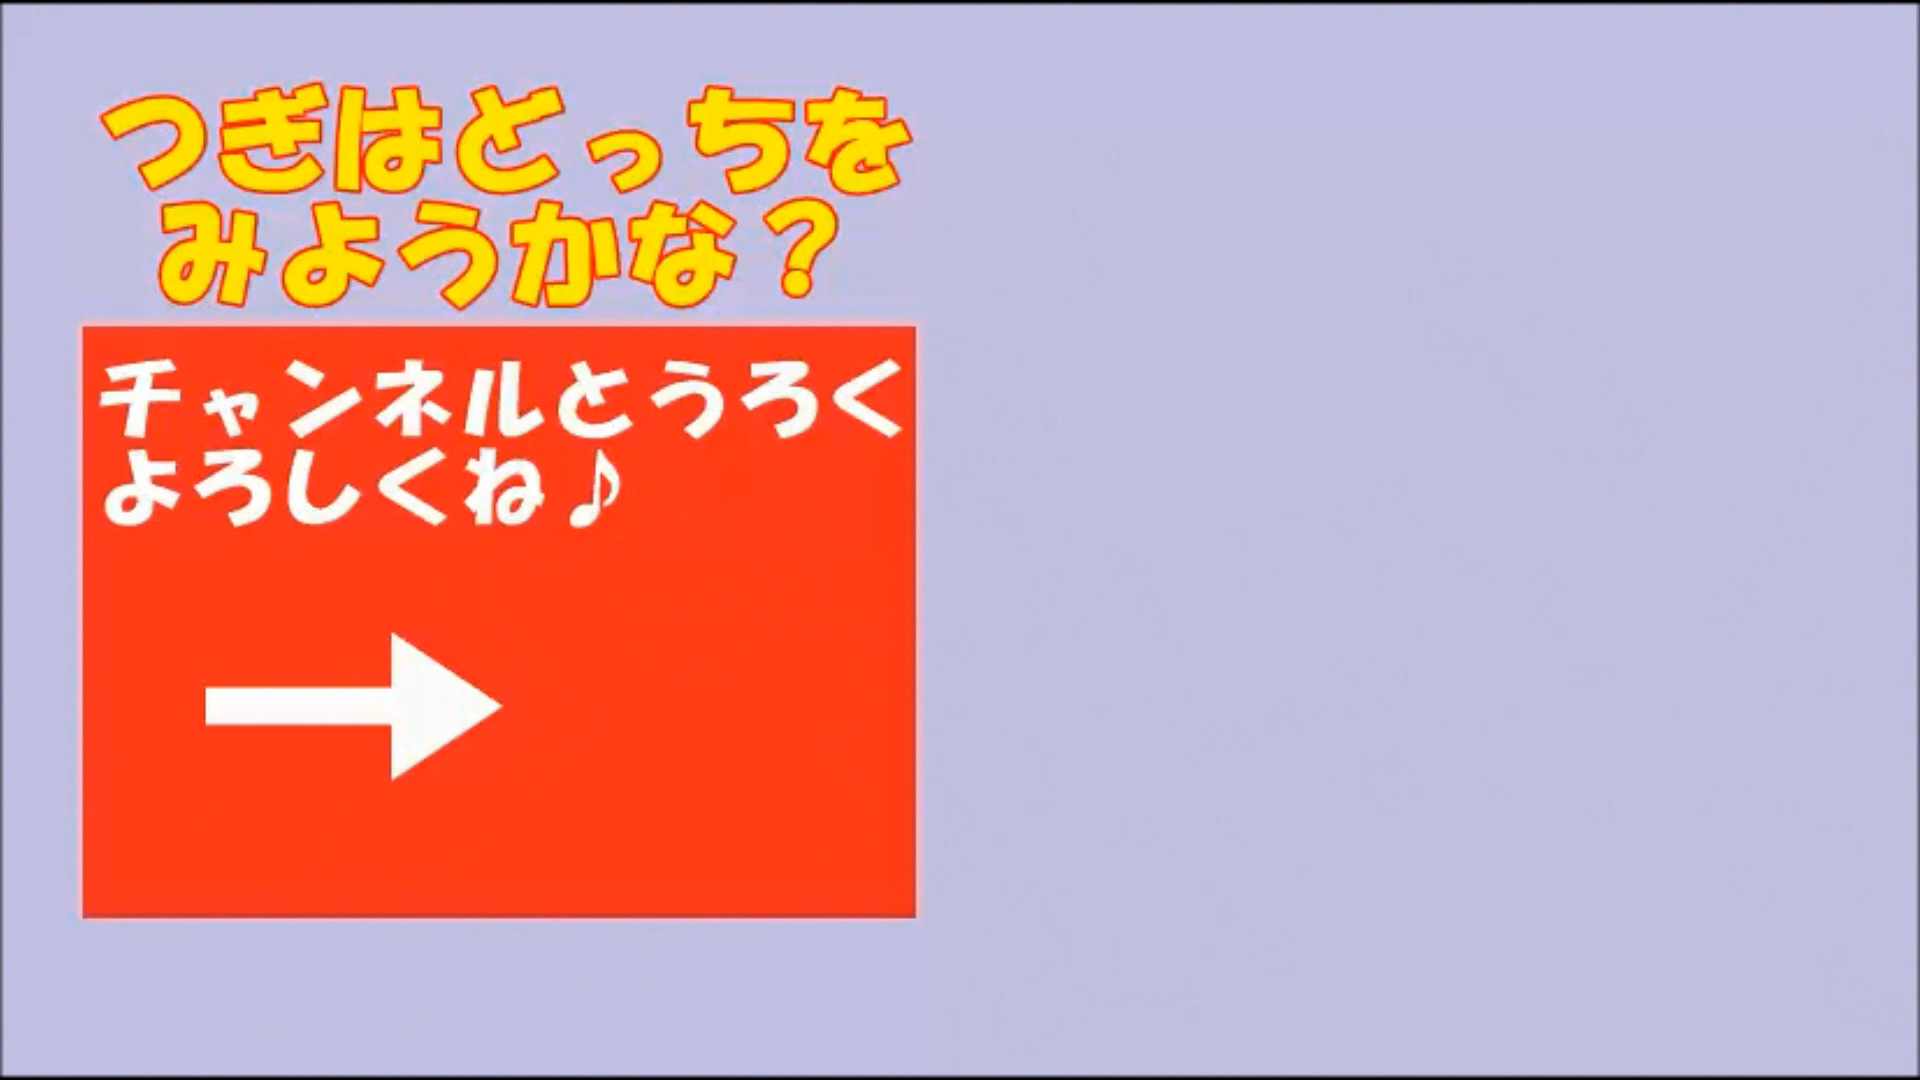 つぎはどっちを
みようかな？
チャンネルとうろく
よろしくね♪